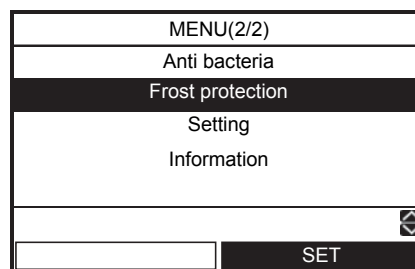 MENU(2/2)
Anti bacteria
Frost protection
Setting
Information
SET